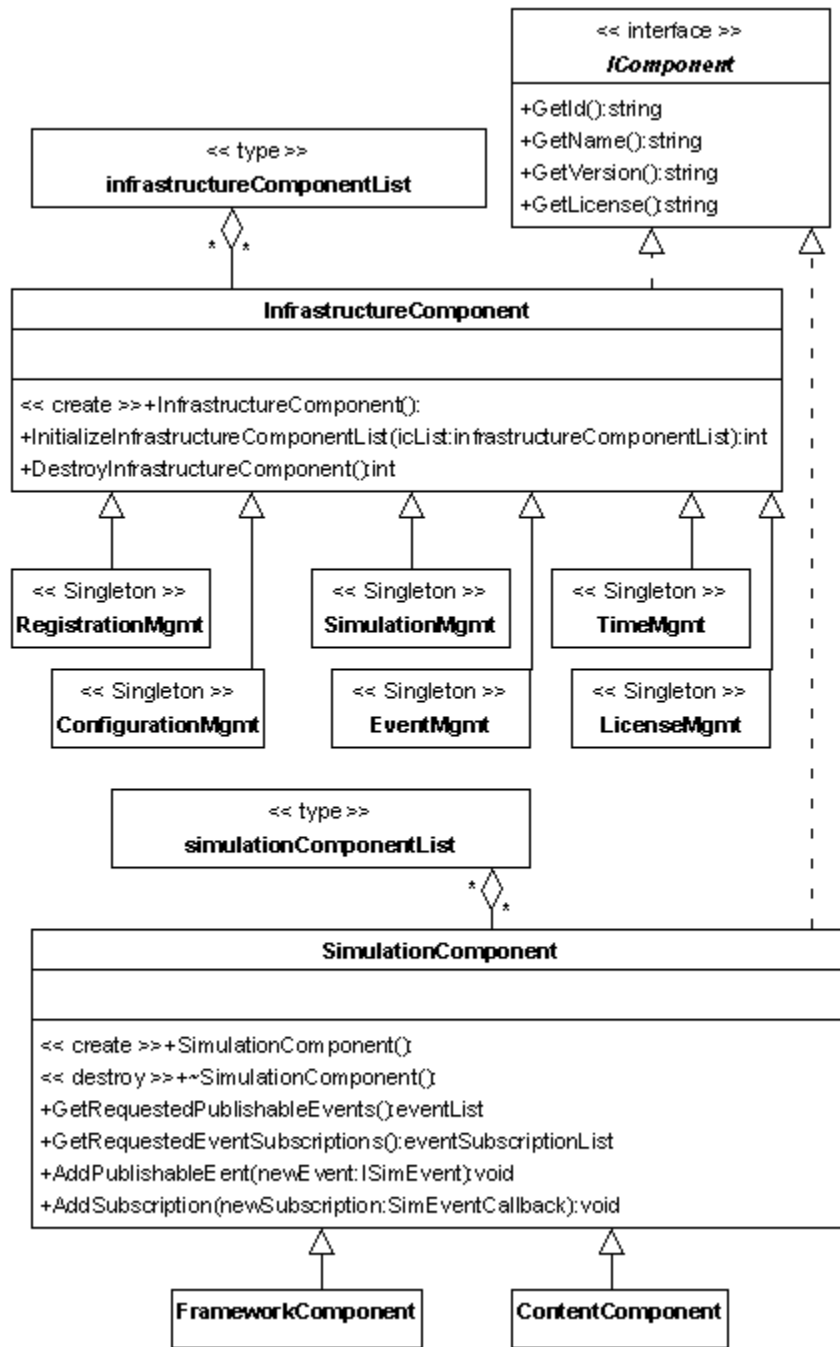 << interface >>
IComponent
+GetId():string
+GetName():string
+GetVersion():string
+GetLicense():string
<< type >>
infrastructureComponentList
* *
InfrastructureComponent
<< create >>+InfrastructureComponent():
+InitializeInfrastructureComponentList(icList:infrastructureComponentList):int
+DestroyInfrastructureComponent():int
<< Singleton >>
RegistrationMgmt
<< Singleton >>
SimulationMgmt
<< Singleton >>
TimeMgmt
<< Singleton >>
ConfigurationMgmt
<< Singleton >>
EventMgmt
<< Singleton >>
LicenseMgmt
<< type >>
simulationComponentList
*
*
SimulationComponent
<< create >>+SimulationComponent():
<< destroy >>+~SimulationComponent():
+GetRequestedPublishableEvents():eventList
+GetRequestedEventSubscriptions():eventSubscriptionList
+AddPublishableEent(newEvent:ISimEvent):void
+AddSubscription(newSubscription:SimEventCallback):void
FrameworkComponent
ContentComponent